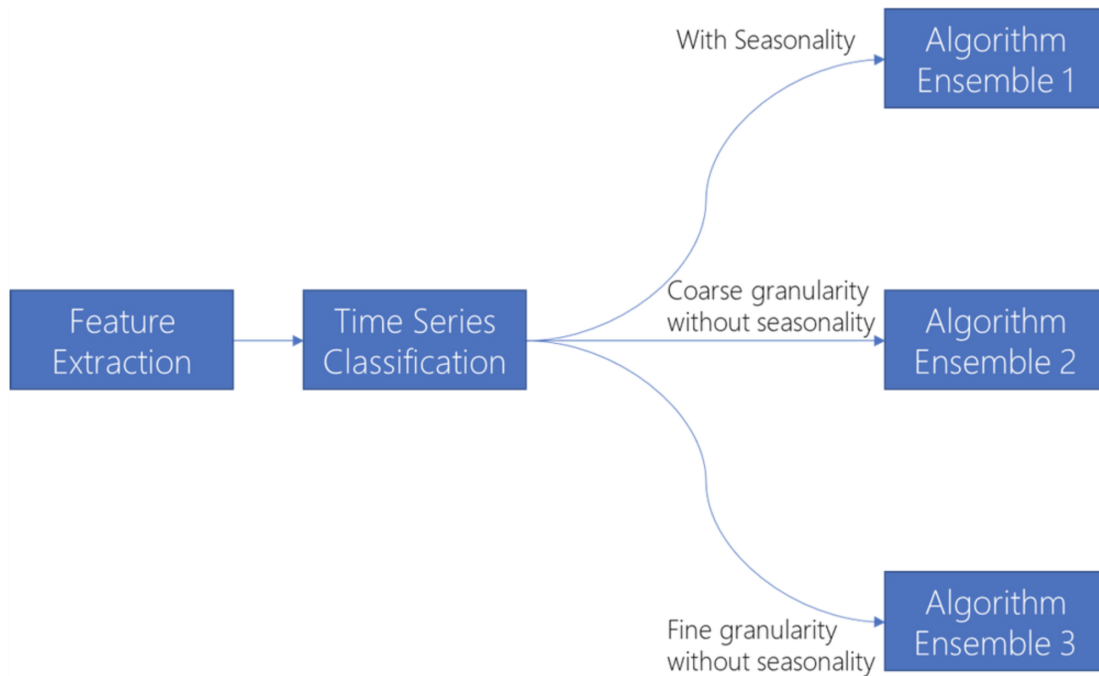 With Seasonality
Algorithm
Ensemble 1
Feature
Extraction
Time Series
Classification
Coarse granularity
without seasonality
Algorithm
Ensemble 2
Fine granularity
without seasonality
Algorithm
Ensemble 3